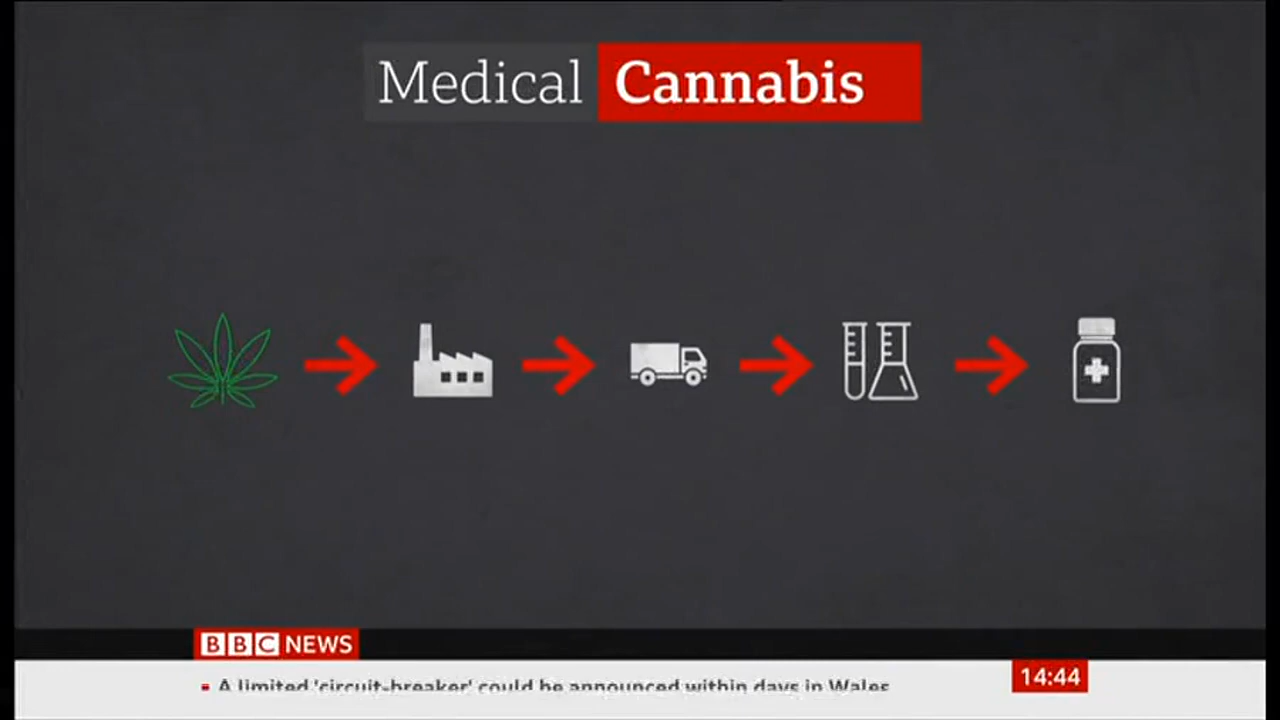 Medical Cannabis
BBC NEWS
14:44
A limited 'circuit-breaker' could be announced within days in Wales